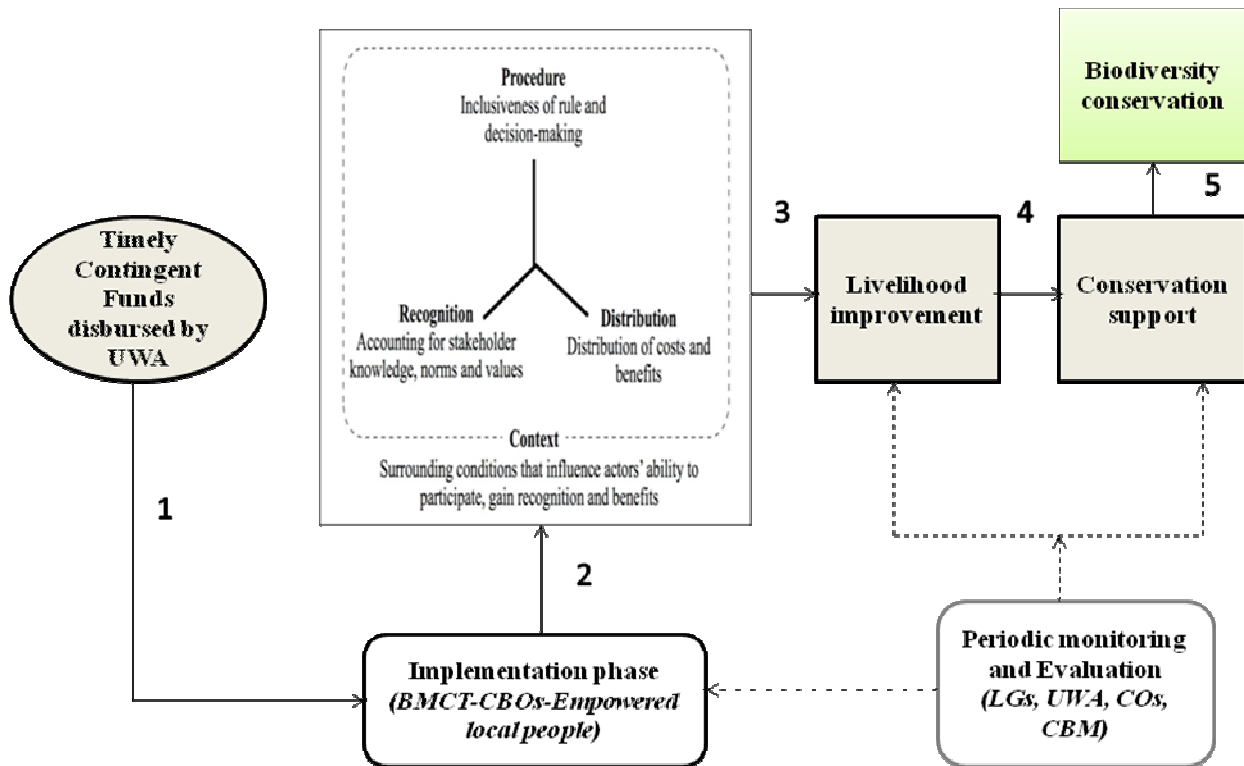 Timely
Contingent
Funds
disbursed by
UWA
1
Procedure
Inclusiveness of rule and
decision-making
Recognition
Accounting for stakeholder
knowledge, norms and values
Distribution
Distribution of costs and
benefits
Context
Surrounding conditions that influence actors' ability to
participate, gain recognition and benefits
2
Implementation phase
(BMCT-CBOs-Empowered
local people)
3
Livelihood
improvement
4
Conservation
support
5
Biodiversity
conservation
Periodic monitoring
and Evaluation
(LGs, UWA, COs,
CBM)